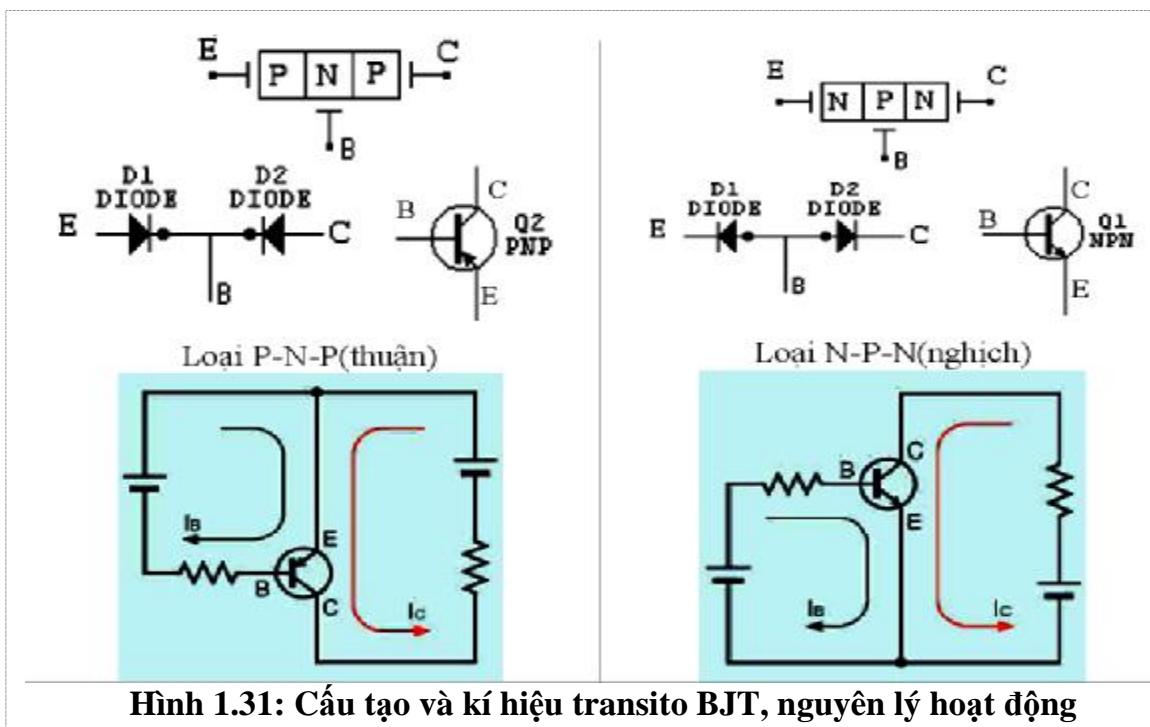 E P N P C
B
D1 D2
DIODE DIODE
E C
B
B C
Q2
PNP
E
Loại P-N-P(thuận)
IB
B
E
C
IC
E N P N C
B
D1 D2
DIODE DIODE
E C
B
B C
Q1
NPN
E
Loại N-P-N(nghịch)
B
C
E
IB
IC
Hình 1.31: Cấu tạo và kí hiệu transito BJT, nguyên lý hoạt động